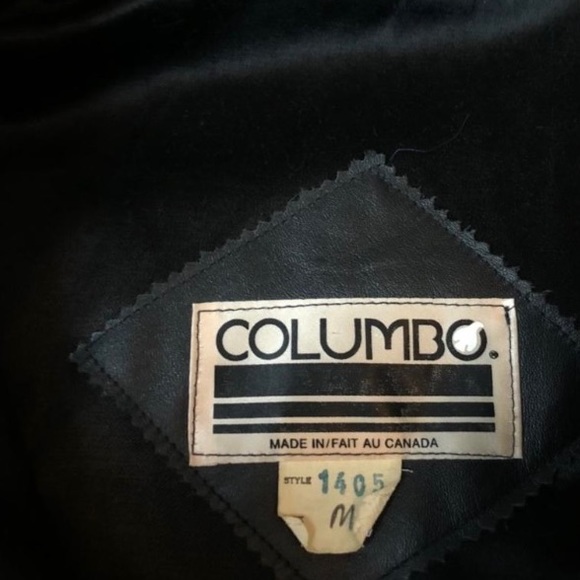 COLUMBO®
MADE IN/FAIT AU CANADA
STYLE 1405
M